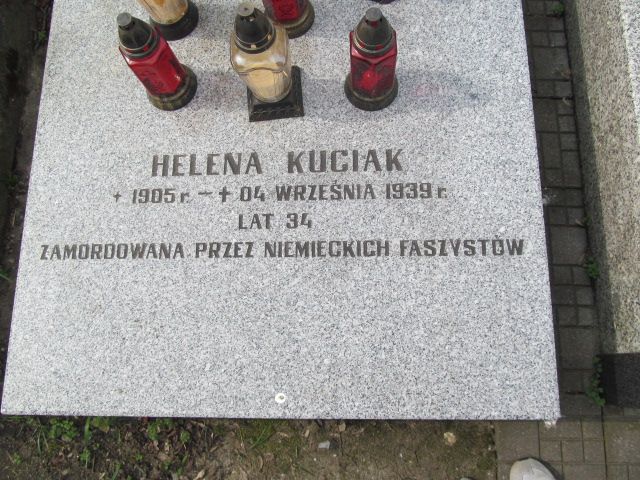 HELENA KUCIAK
* 1905 r. – ✝ 04 WRZEŚNIA 1939 r.
LAT 34
ZAMORDOWANA PRZEZ NIEMIECKICH FASZYSTÓW